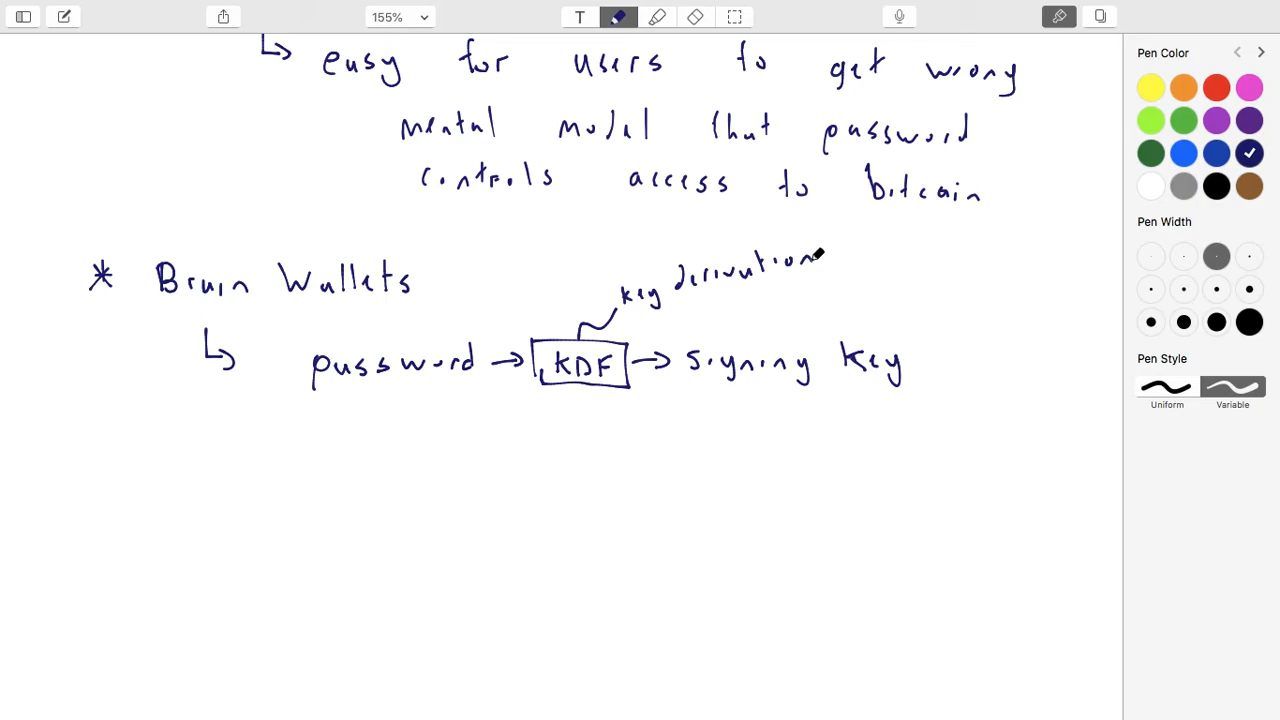 155%
T
↳ easy for users to get wrong
mental model that password
controls access to bitcoin
* Brain Wallets
key derivation
↳ password → KDF → signing key
Pen Color
Pen Width
Pen Style
Uniform Variable